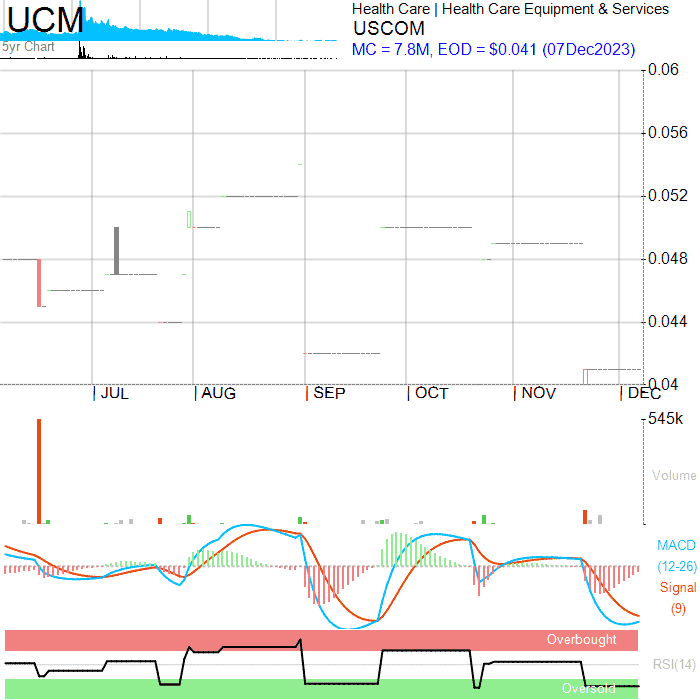 UCM
5yr Chart
Health Care | Health Care Equipment & Services
USCOM
MC = 7.8M, EOD = $0.041 (07Dec2023)
0.06
0.056
0.052
0.048
0.044
0.04
JUL AUG SEP OCT NOV DEC
545k
Volume
MACD
(12-26)
Signal
(9)
Overbought
RSI(14)
Oversold